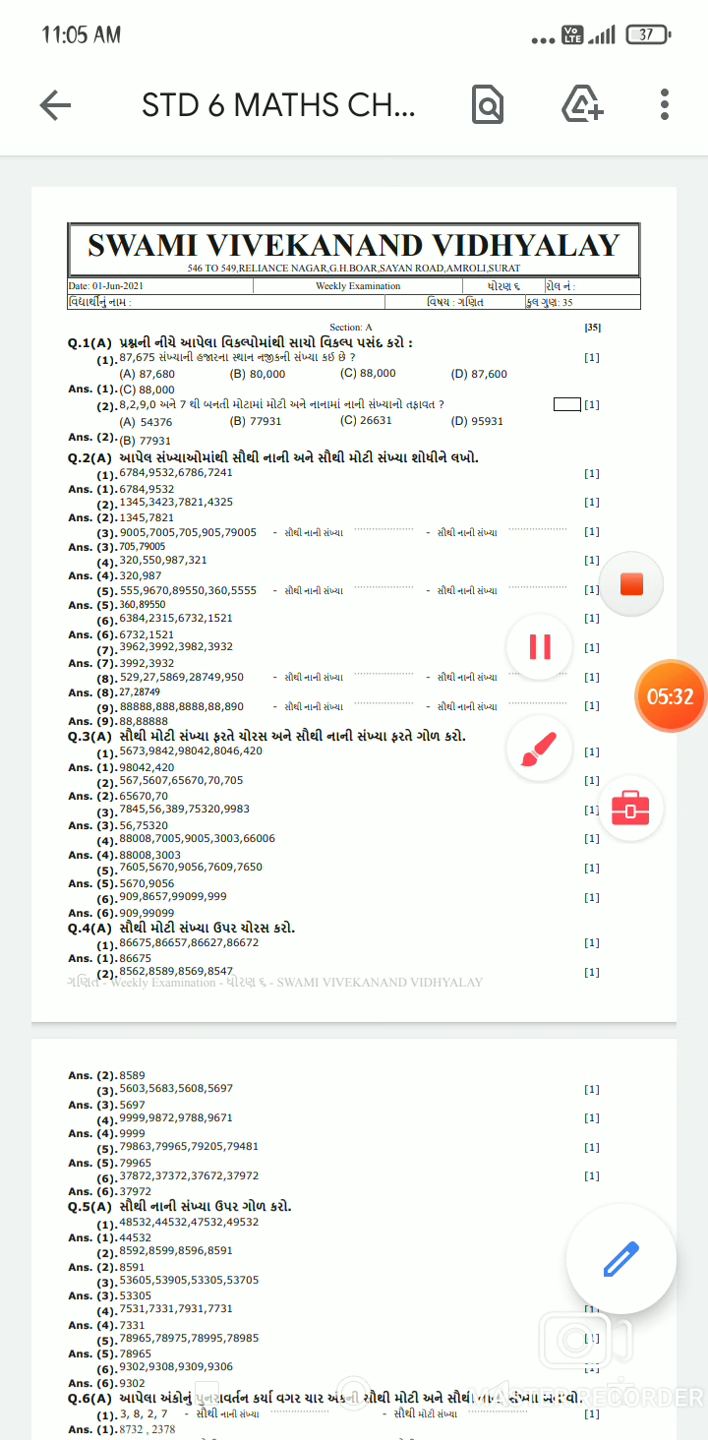 11:05 AM
Vo LTE 37
STD 6 MATHS CH...
SWAMI VIVEKANAND VIDHYALAY
546 TO 549,RELIANCE NAGAR,G.H.BOAR,SAYAN ROAD,AMROLI,SURAT
Date: 01-Jun-2021 Weekly Examination ધોરણ ૬ રોલ નં :
વિદ્યાર્થીનું નામ : વિષય : ગણિત કુલ ગુણ: 35
Section: A [35]
Q.1(A) પ્રશ્નની નીચે આપેલા વિકલ્પોમાંથી સાચો વિકલ્પ પસંદ કરો :
(1). 87,675 સંખ્યાની હજારના સ્થાન નજીકની સંખ્યા કઈ છે ? [1]
(A) 87,680 (B) 80,000 (C) 88,000 (D) 87,600
Ans. (1). (C) 88,000
(2). 8,2,9,0 અને 7 થી બનતી મોટામાં મોટી અને નાનામાં નાની સંખ્યાનો તફાવત ? [1]
(A) 54376 (B) 77931 (C) 26631 (D) 95931
Ans. (2). (B) 77931
Q.2(A) આપેલ સંખ્યાઓમાંથી સૌથી નાની અને સૌથી મોટી સંખ્યા શોધીને લખો.
(1). 6784,9532,6786,7241 [1]
Ans. (1). 6784,9532
(2). 1345,3423,7821,4325 [1]
Ans. (2). 1345,7821
(3). 9005,7005,705,905,79005 - સૌથી નાની સંખ્યા .................. - સૌથી નાની સંખ્યા .................. [1]
Ans. (3). 705,79005
(4). 320,550,987,321 [1]
Ans. (4). 320,987
(5). 555,9670,89550,360,5555 - સૌથી નાની સંખ્યા .................. - સૌથી નાની સંખ્યા .................. [1]
Ans. (5). 360,89550
(6). 6384,2315,6732,1521 [1]
Ans. (6). 6732,1521
(7). 3962,3992,3982,3932 [1]
Ans. (7). 3992,3932
(8). 529,27,5869,28749,950 - સૌથી નાની સંખ્યા .................. - સૌથી નાની સંખ્યા .................. [1]
Ans. (8). 27,28749
(9). 88888,888,8888,88,890 - સૌથી નાની સંખ્યા .................. - સૌથી નાની સંખ્યા .................. [1]
Ans. (9). 88,88888
Q.3(A) સૌથી મોટી સંખ્યા ફરતે ચોરસ અને સૌથી નાની સંખ્યા ફરતે ગોળ કરો.
(1). 5673,9842,98042,8046,420 [1]
Ans. (1). 98042,420
(2). 567,5607,65670,70,705 [1]
Ans. (2). 65670,70
(3). 7845,56,389,75320,9983 [1]
Ans. (3). 56,75320
(4). 88008,7005,9005,3003,66006 [1]
Ans. (4). 88008,3003
(5). 7605,5670,9056,7609,7650 [1]
Ans. (5). 5670,9056
(6). 909,8657,99099,999 [1]
Ans. (6). 909,99099
Q.4(A) સૌથી મોટી સંખ્યા ઉપર ચોરસ કરો.
(1). 86675,86657,86627,86672 [1]
Ans. (1). 86675
(2). 8562,8589,8569,8547 [1]
ગણિત - Weekly Examination - ધોરણ ૬ - SWAMI VIVEKANAND VIDHYALAY
05:32
Ans. (2). 8589
(3). 5603,5683,5608,5697 [1]
Ans. (3). 5697
(4). 9999,9872,9788,9671 [1]
Ans. (4). 9999
(5). 79863,79965,79205,79481 [1]
Ans. (5). 79965
(6). 37872,37372,37672,37972 [1]
Ans. (6). 37972
Q.5(A) સૌથી નાની સંખ્યા ઉપર ગોળ કરો.
(1). 48532,44532,47532,49532
Ans. (1). 44532
(2). 8592,8599,8596,8591
Ans. (2). 8591
(3). 53605,53905,53305,53705
Ans. (3). 53305
(4). 7531,7331,7931,7731 [1]
Ans. (4). 7331
(5). 78965,78975,78995,78985 [1]
Ans. (5). 78965
(6). 9302,9308,9309,9306 [1]
Ans. (6). 9302
Q.6(A) આપેલા અંકોનું પુનરાવર્તન કર્યા વગર ચાર અંકની સૌથી મોટી અને સૌથી નાની સંખ્યા બનાવો.
MASTER RECORDER
(1). 3, 8, 2, 7 - સૌથી નાની સંખ્યા .................. - સૌથી મોટી સંખ્યા .................. [1]
Ans. (1). 8732 , 2378